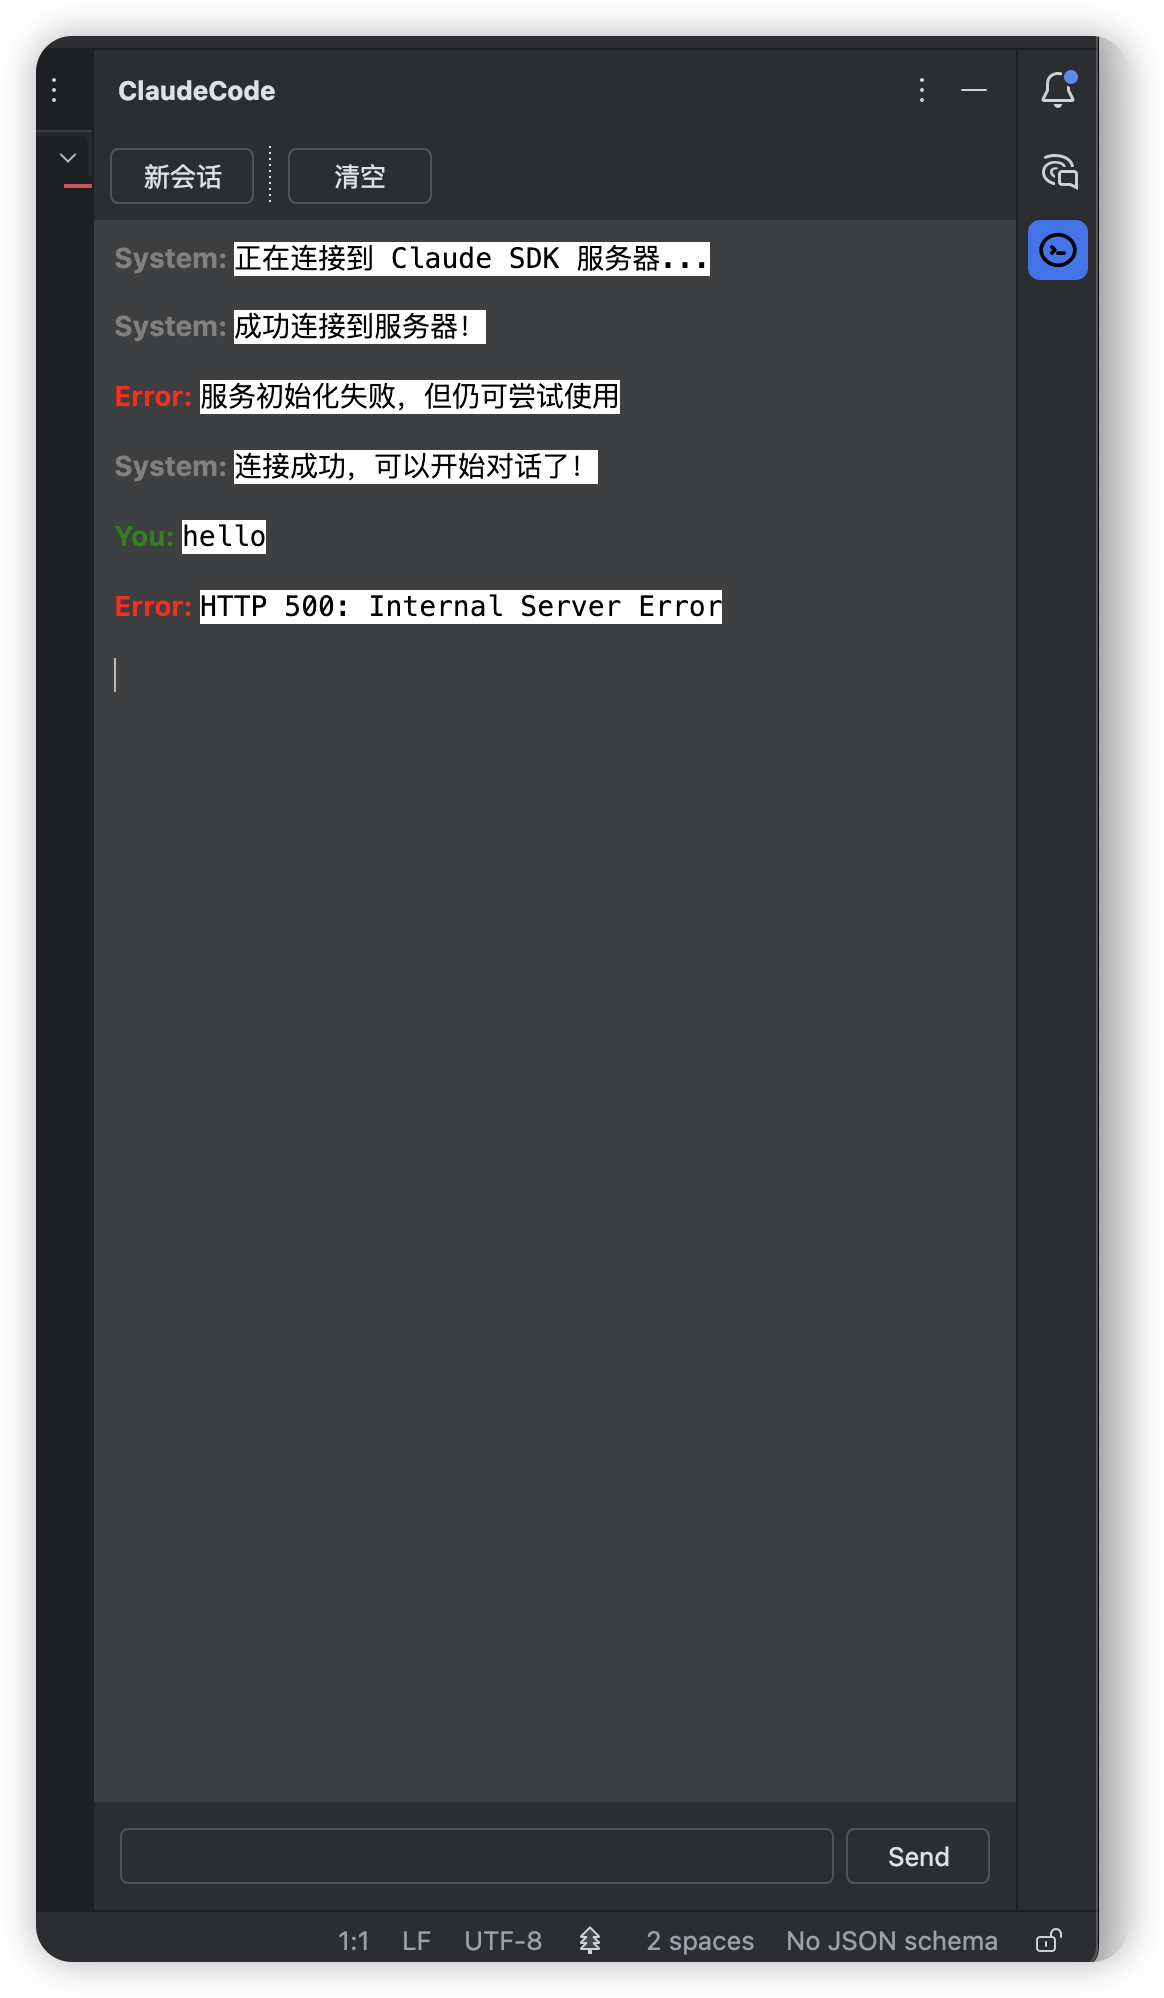 ClaudeCode
新会话
清空
System: 正在连接到 Claude SDK 服务器...
System: 成功连接到服务器！
Error: 服务初始化失败，但仍可尝试使用
System: 连接成功，可以开始对话了！
You: hello
Error: HTTP 500: Internal Server Error
Send
1:1 LF UTF-8 2 spaces No JSON schema